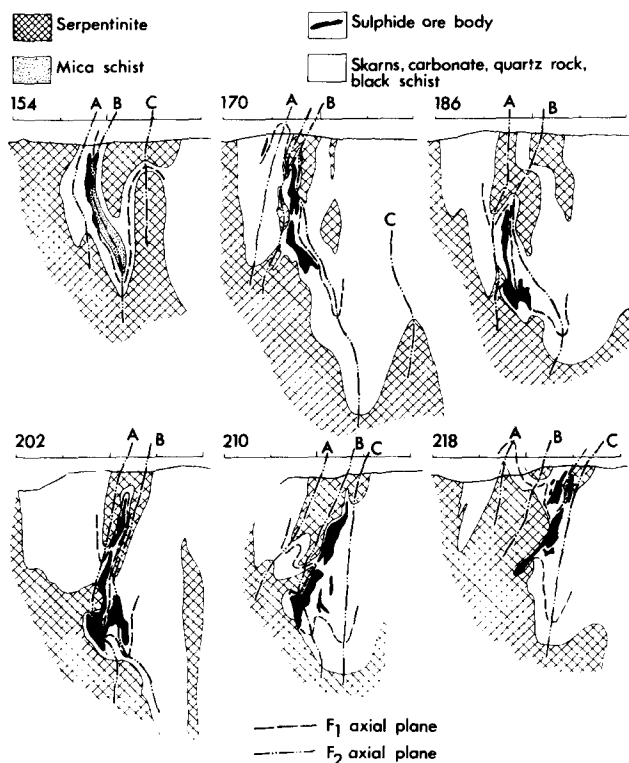 Serpentinite
Sulphide ore body
Mica schist
Skarns, carbonate, quartz rock,
black schist
154
A B C
170
A B
C
186
A B
202
A B
210
A B C
218
A B C
F1 axial plane
F2 axial plane